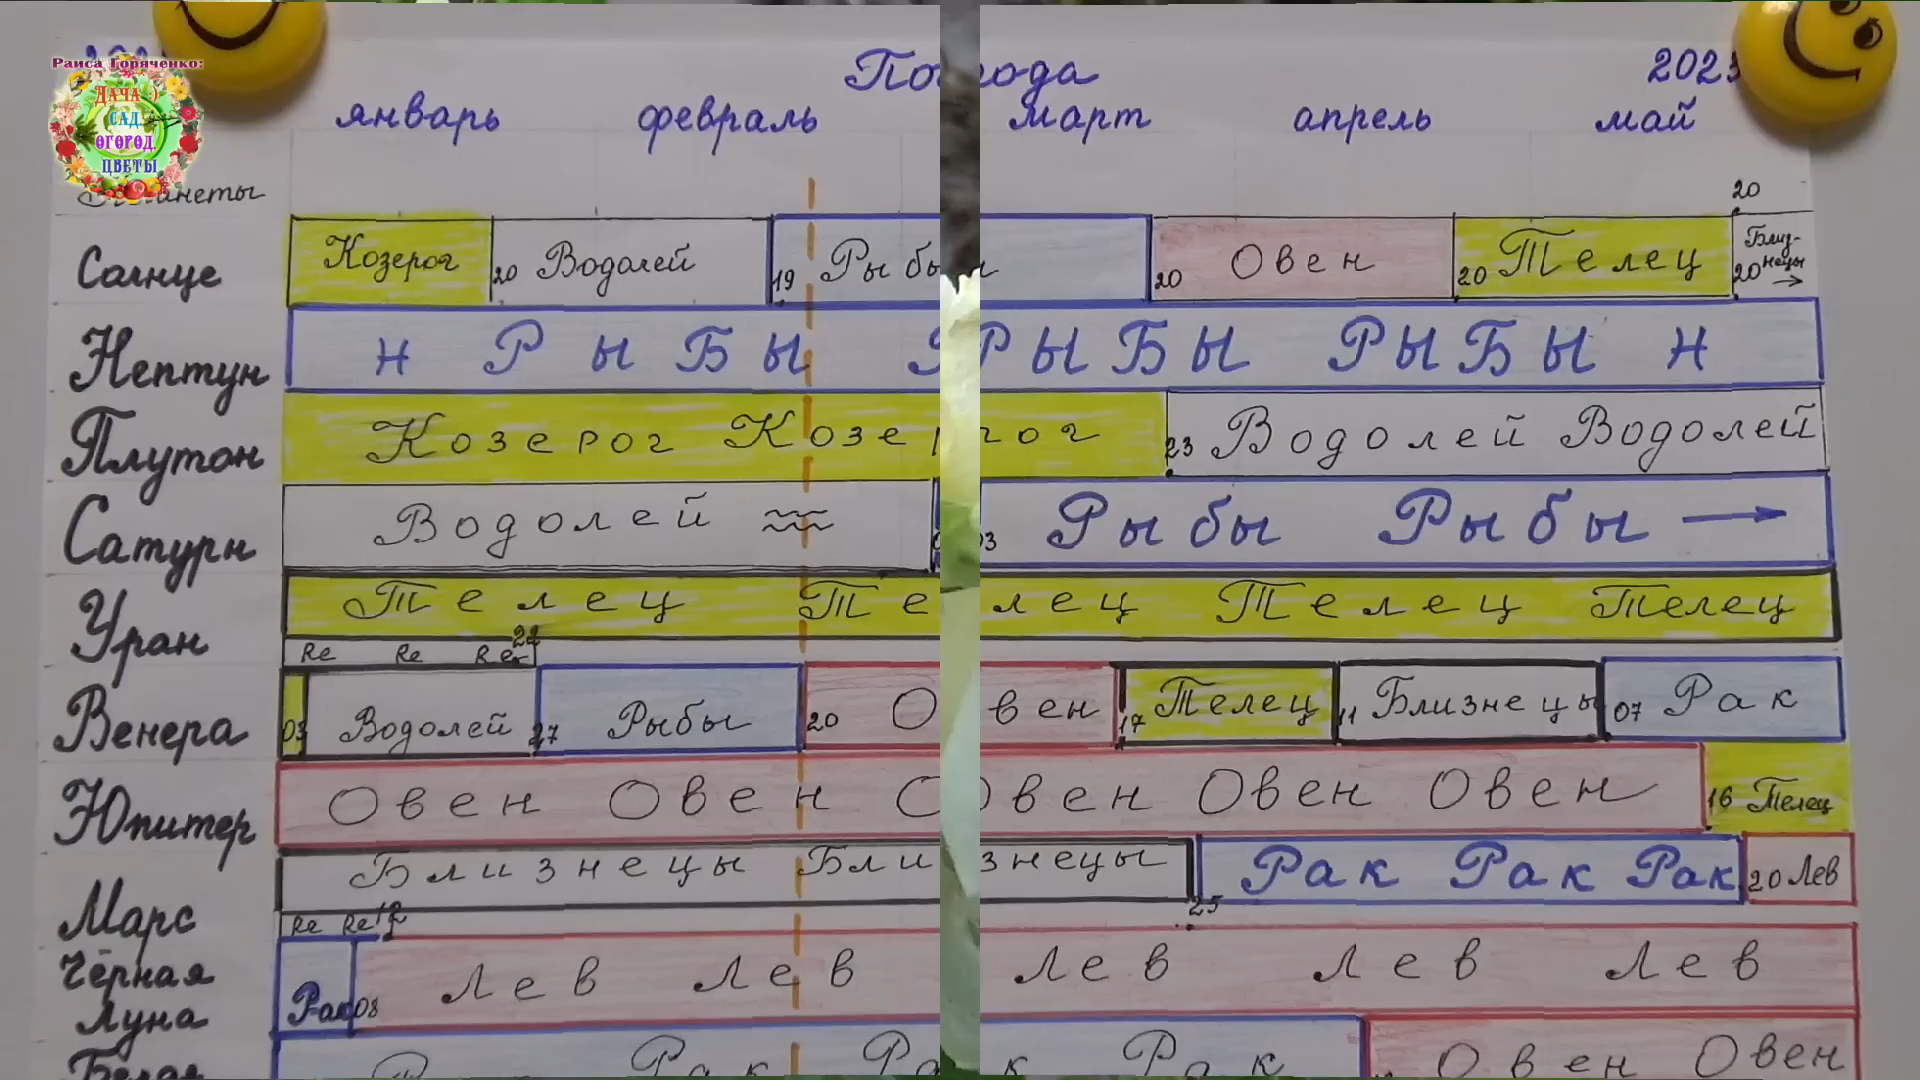 Раиса Горяченко:
ДАЧА :)
САД
ОГОРОД
ЦВЕТЫ
Погода 2023
январь февраль март апрель май
20
Солнце Козерог 20 Водолей 19 Рыбы 20 Овен 20 Телец 20 Близнецы →
Нептун Н РЫБЫ РЫБЫ РЫБЫ Н
Плутон Козерог Козерог 23 Водолей Водолей
Сатурн Водолей ♒ 03 Рыбы Рыбы →
Уран Телец Телец Телец Телец
Re Re Re
Венера 03 Водолей 27 Рыбы 20 Овен 17 Телец 11 Близнецы 07 Рак
Юпитер Овен Овен Овен Овен Овен 16 Телец
Марс Близнецы Близнецы 25 Рак Рак Рак 20 Лев
Re Re 12
Чёрная Луна Рак 08 Лев Лев Лев Лев Лев
Белая Рак Рак Овен Овен